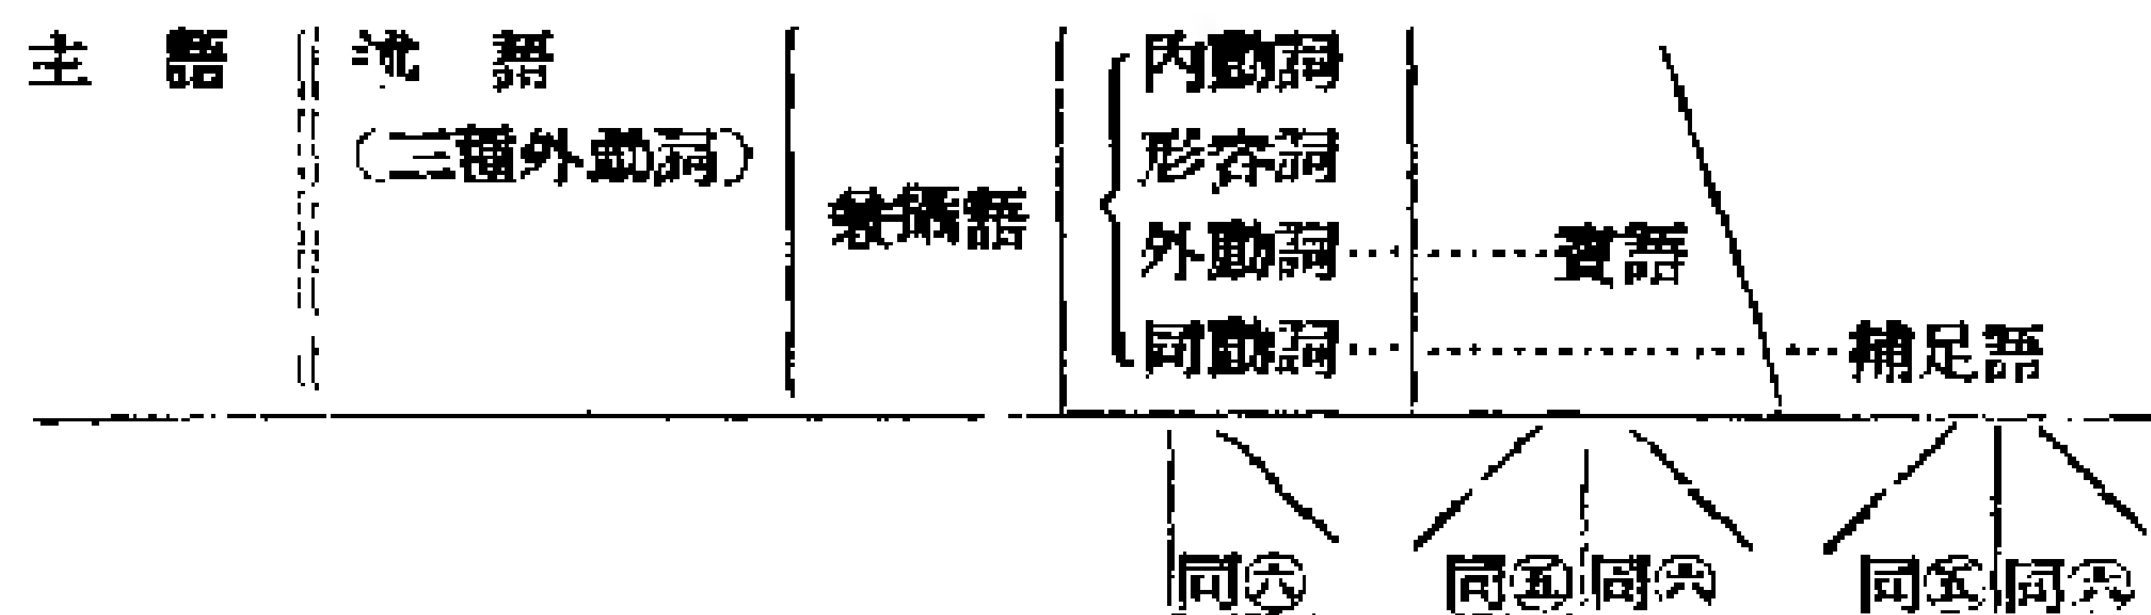 主語 述語 內動詞
(三種外動詞) 形容詞
兼攝語 外動詞……賓語
同動詞……補足語
同㊅ 同㊄ 同㊅ 同㊄ 同㊅